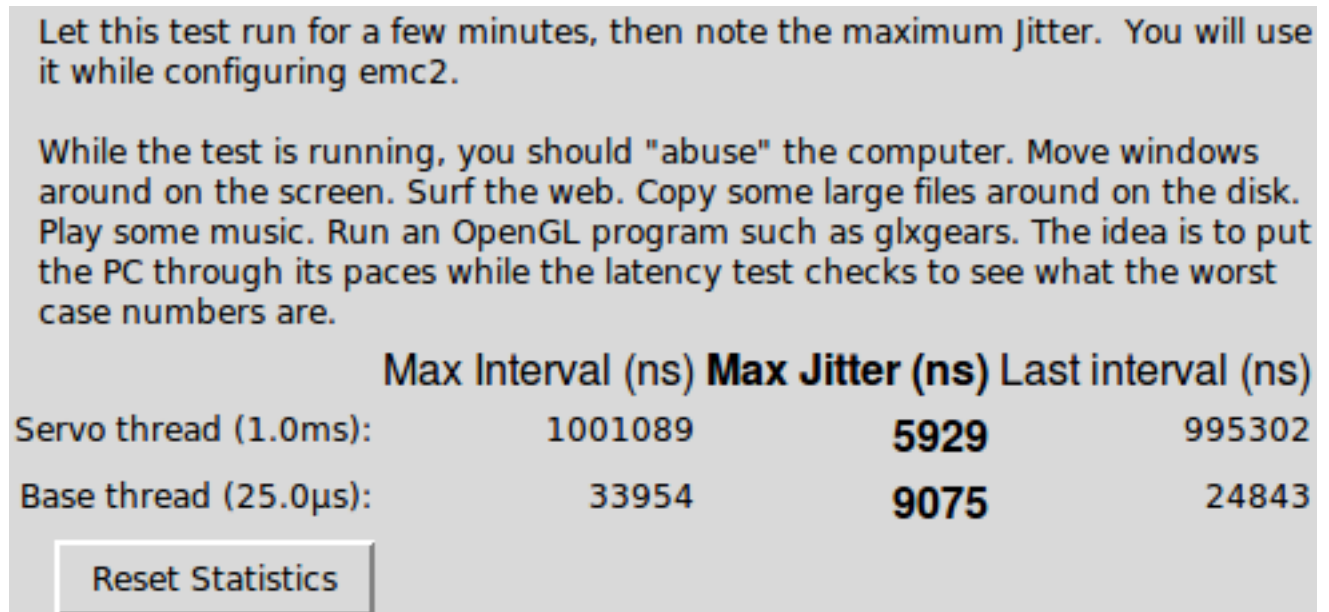 Let this test run for a few minutes, then note the maximum Jitter.  You will use
it while configuring emc2.
While the test is running, you should "abuse" the computer. Move windows
around on the screen. Surf the web. Copy some large files around on the disk.
Play some music. Run an OpenGL program such as glxgears. The idea is to put
the PC through its paces while the latency test checks to see what the worst
case numbers are.
Max Interval (ns) Max Jitter (ns) Last interval (ns)
Servo thread (1.0ms): 1001089 5929 995302
Base thread (25.0µs): 33954 9075 24843
Reset Statistics